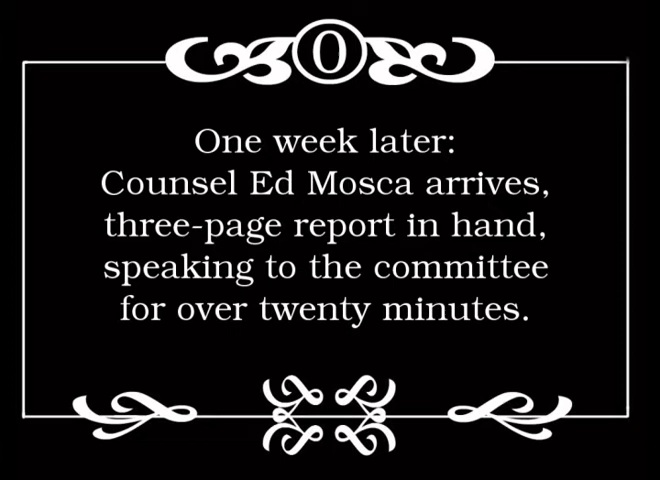 O
One week later:
Counsel Ed Mosca arrives,
three-page report in hand,
speaking to the committee
for over twenty minutes.